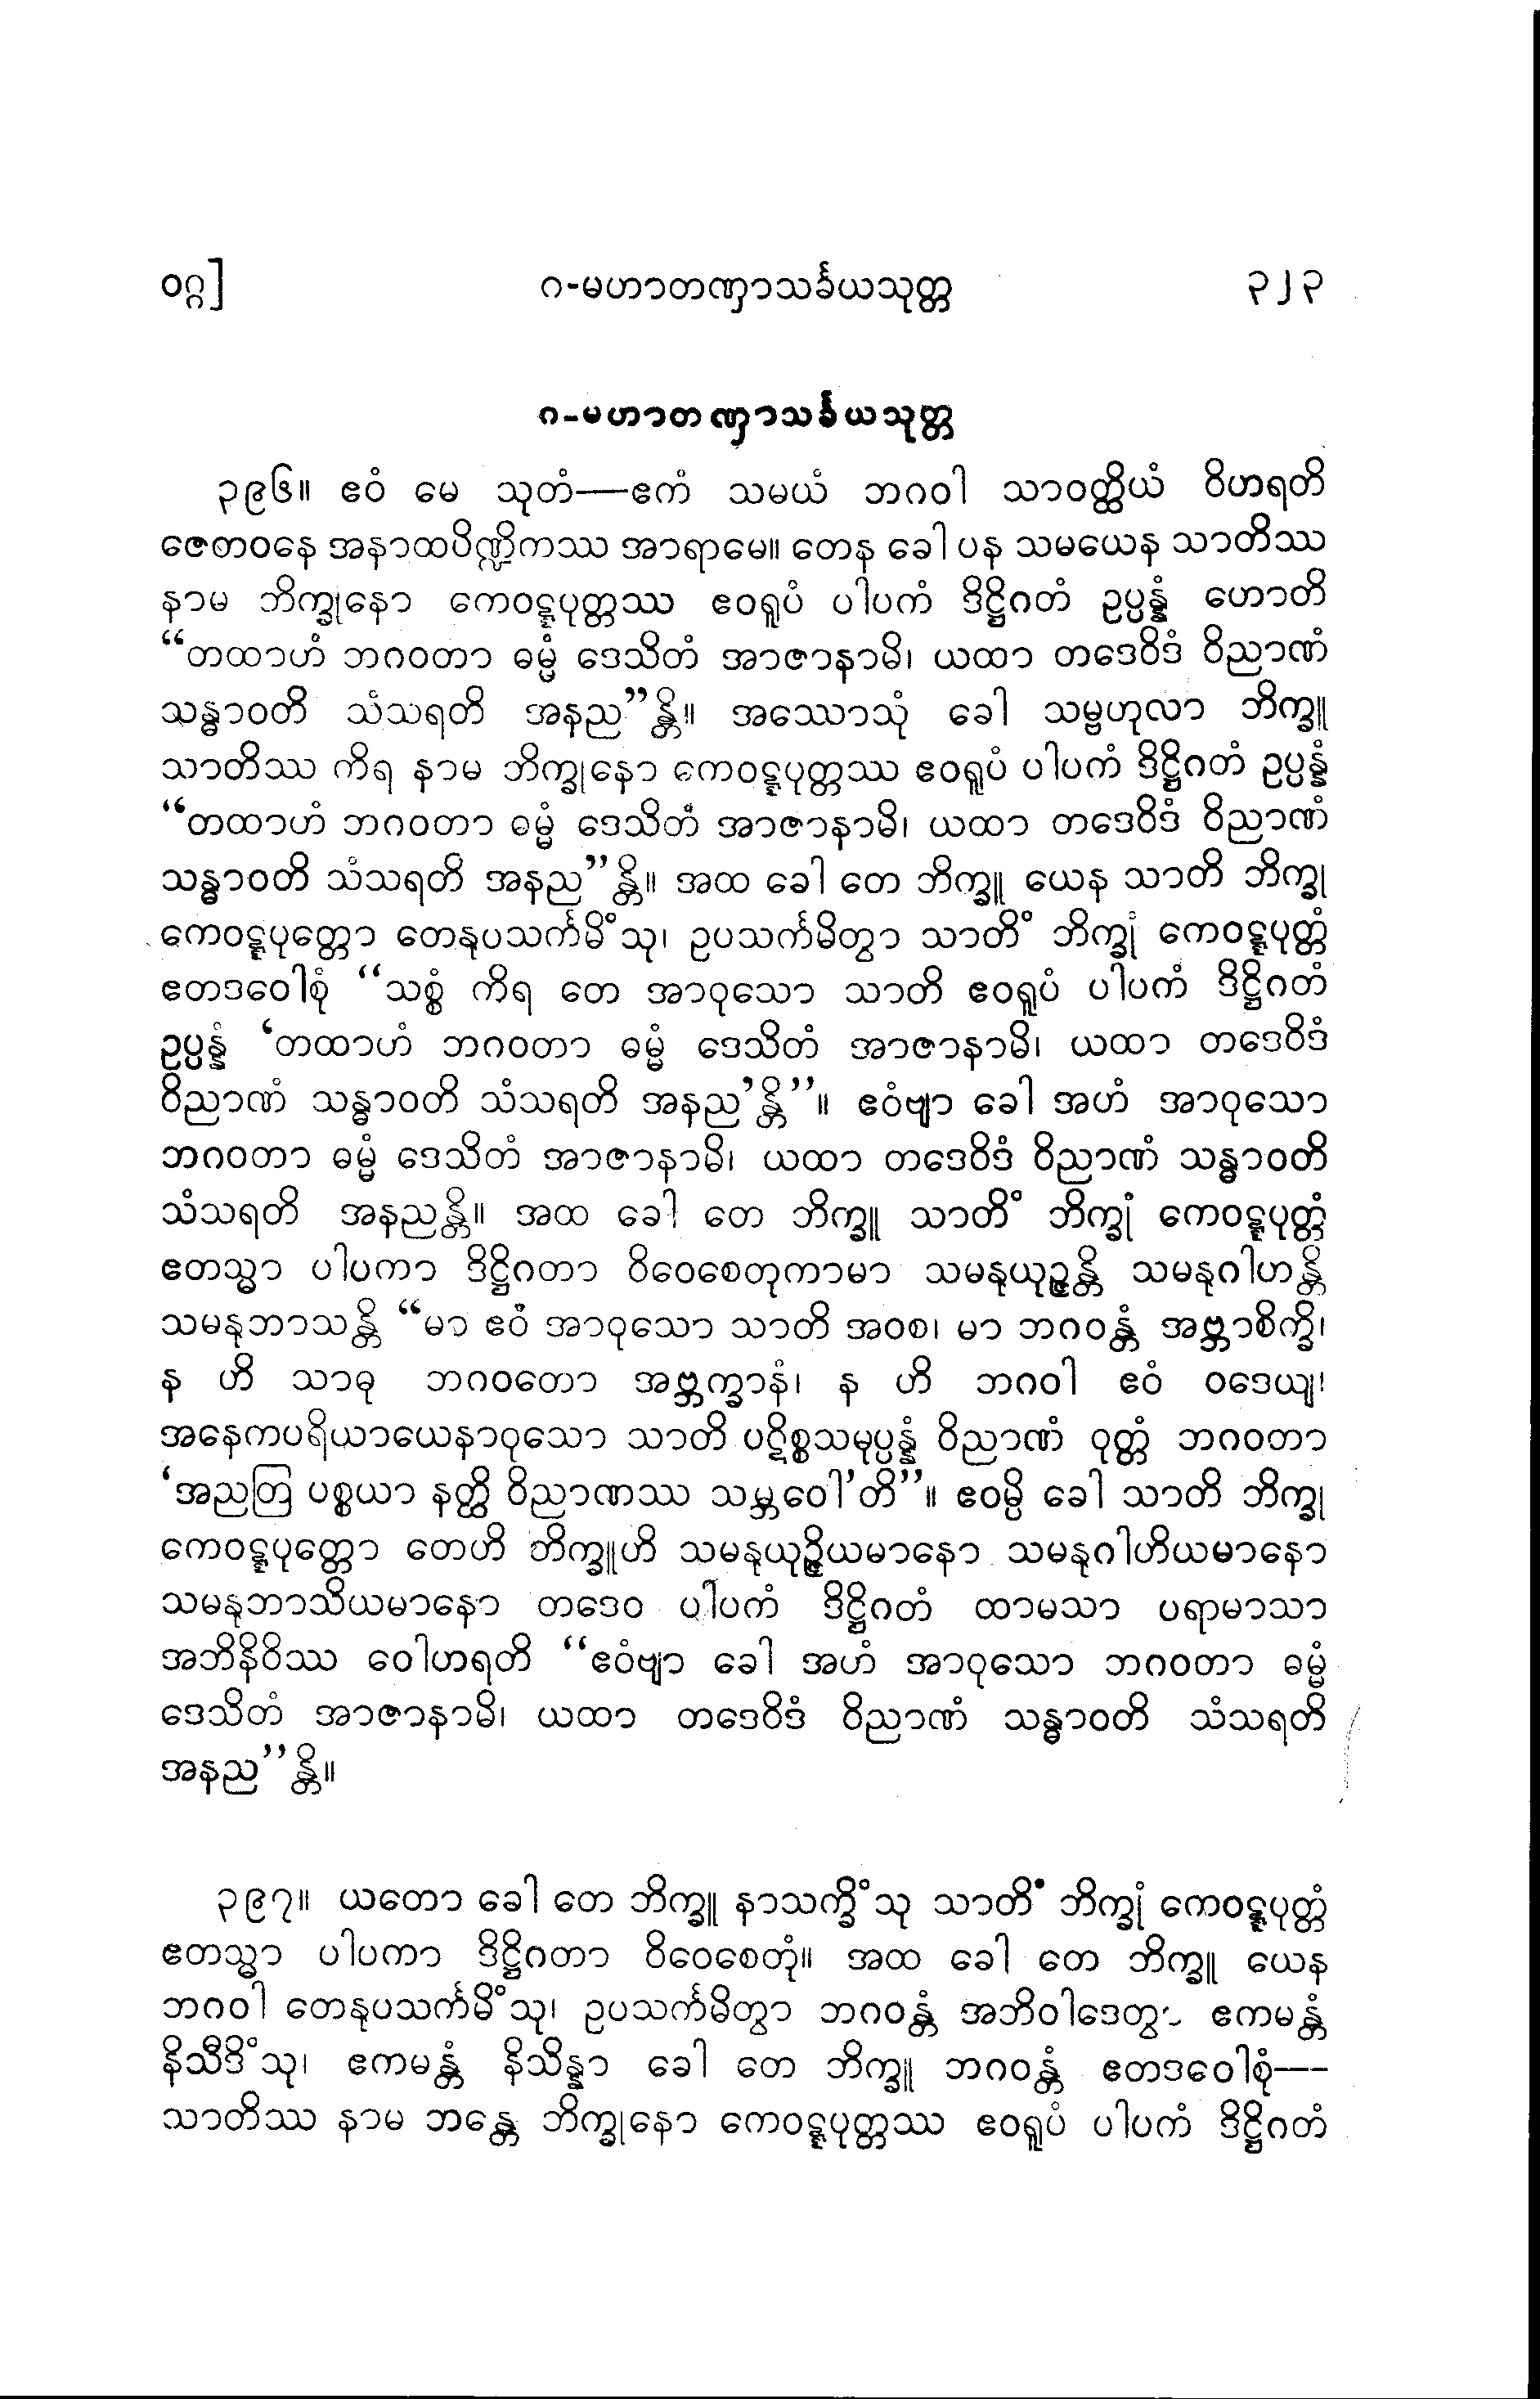 ၀ဂ္ဂ] ဂ-မဟာတဏှာသင်္ခယသုတ္တ ၃၂၃
ဂ-မဟာတဏှာသင်္ခယသုတ္တ
၃၉၆။ ဧဝံ မေ သုတံ—ဧကံ သမယံ ဘဂဝါ သာဝတ္ထိယံ ဝိဟရတိ
ဇေတဝနေ အနာထပိဏ္ဍိကဿ အာရာမေ။ တေန ခေါ ပန သမယေန သာတိဿ
နာမ ဘိက္ခုနော ကေဝဋ္ဋပုတ္တဿ ဧဝရူပံ ပါပကံ ဒိဋ္ဌိဂတံ ဥပ္ပန္နံ ဟောတိ
“တထာဟံ ဘဂဝတာ ဓမ္မံ ဒေသိတံ အာဇာနာမိ၊ ယထာ တဒေဝိဒံ ဝိညာဏံ
သန္ဓာဝတိ သံသရတိ အနည”န္တိ။ အဿောသုံ ခေါ သမ္ဗဟုလာ ဘိက္ခူ
သာတိဿ ကိရ နာမ ဘိက္ခုနော ကေဝဋ္ဋပုတ္တဿ ဧဝရူပံ ပါပကံ ဒိဋ္ဌိဂတံ ဥပ္ပန္နံ
“တထာဟံ ဘဂဝတာ ဓမ္မံ ဒေသိတံ အာဇာနာမိ၊ ယထာ တဒေဝိဒံ ဝိညာဏံ
သန္ဓာဝတိ သံသရတိ အနည”န္တိ။ အထ ခေါ တေ ဘိက္ခူ ယေန သာတိ ဘိက္ခု
ကေဝဋ္ဋပုတ္တော တေနုပသင်္ကမိံသု၊ ဥပသင်္ကမိတွာ သာတိံ ဘိက္ခုံ ကေဝဋ္ဋပုတ္တံ
ဧတဒဝေါစုံ “သစ္စံ ကိရ တေ အာဝုသော သာတိ ဧဝရူပံ ပါပကံ ဒိဋ္ဌိဂတံ
ဥပ္ပန္နံ ‘တထာဟံ ဘဂဝတာ ဓမ္မံ ဒေသိတံ အာဇာနာမိ၊ ယထာ တဒေဝိဒံ
ဝိညာဏံ သန္ဓာဝတိ သံသရတိ အနည’န္တိ”။ ဧဝံဗျာ ခေါ အဟံ အာဝုသော
ဘဂဝတာ ဓမ္မံ ဒေသိတံ အာဇာနာမိ၊ ယထာ တဒေဝိဒံ ဝိညာဏံ သန္ဓာဝတိ
သံသရတိ အနညန္တိ။ အထ ခေါ တေ ဘိက္ခူ သာတိံ ဘိက္ခုံ ကေဝဋ္ဋပုတ္တံ
ဧတသ္မာ ပါပကာ ဒိဋ္ဌိဂတာ ဝိဝေစေတုကာမာ သမနုယုဉ္ဇန္တိ သမနုဂါဟန္တိ
သမနုဘာသန္တိ “မာ ဧဝံ အာဝုသော သာတိ အဝစ၊ မာ ဘဂဝန္တံ အဗ္ဘာစိက္ခိ၊
န ဟိ သာဓု ဘဂဝတော အဗ္ဘက္ခာနံ၊ န ဟိ ဘဂဝါ ဧဝံ ဝဒေယျ၊
အနေကပရိယာယေနာဝုသော သာတိ ပဋိစ္စသမုပ္ပန္နံ ဝိညာဏံ ဝုတ္တံ ဘဂဝတာ
‘အညတြ ပစ္စယာ နတ္ထိ ဝိညာဏဿ သမ္ဘဝေါ’တိ”။ ဧဝမ္ပိ ခေါ သာတိ ဘိက္ခု
ကေဝဋ္ဋပုတ္တော တေဟိ ဘိက္ခူဟိ သမနုယုဉ္ဇိယမာနော သမနုဂါဟိယမာနော
သမနုဘာသိယမာနော တဒေဝ ပါပကံ ဒိဋ္ဌိဂတံ ထာမသာ ပရာမာသာ
အဘိနိဝိဿ ဝေါဟရတိ “ဧဝံဗျာ ခေါ အဟံ အာဝုသော ဘဂဝတာ ဓမ္မံ
ဒေသိတံ အာဇာနာမိ၊ ယထာ တဒေဝိဒံ ဝိညာဏံ သန္ဓာဝတိ သံသရတိ
အနည”န္တိ။
၃၉၇။ ယတော ခေါ တေ ဘိက္ခူ နာသက္ခိံသု သာတိံ ဘိက္ခုံ ကေဝဋ္ဋပုတ္တံ
ဧတသ္မာ ပါပကာ ဒိဋ္ဌိဂတာ ဝိဝေစေတုံ။ အထ ခေါ တေ ဘိက္ခူ ယေန
ဘဂဝါ တေနုပသင်္ကမိံသု၊ ဥပသင်္ကမိတွာ ဘဂဝန္တံ အဘိဝါဒေတွာ ဧကမန္တံ
နိသီဒိံသု၊ ဧကမန္တံ နိသိန္နာ ခေါ တေ ဘိက္ခူ ဘဂဝန္တံ ဧတဒဝေါစုံ—
သာတိဿ နာမ ဘန္တေ ဘိက္ခုနော ကေဝဋ္ဋပုတ္တဿ ဧဝရူပံ ပါပကံ ဒိဋ္ဌိဂတံ